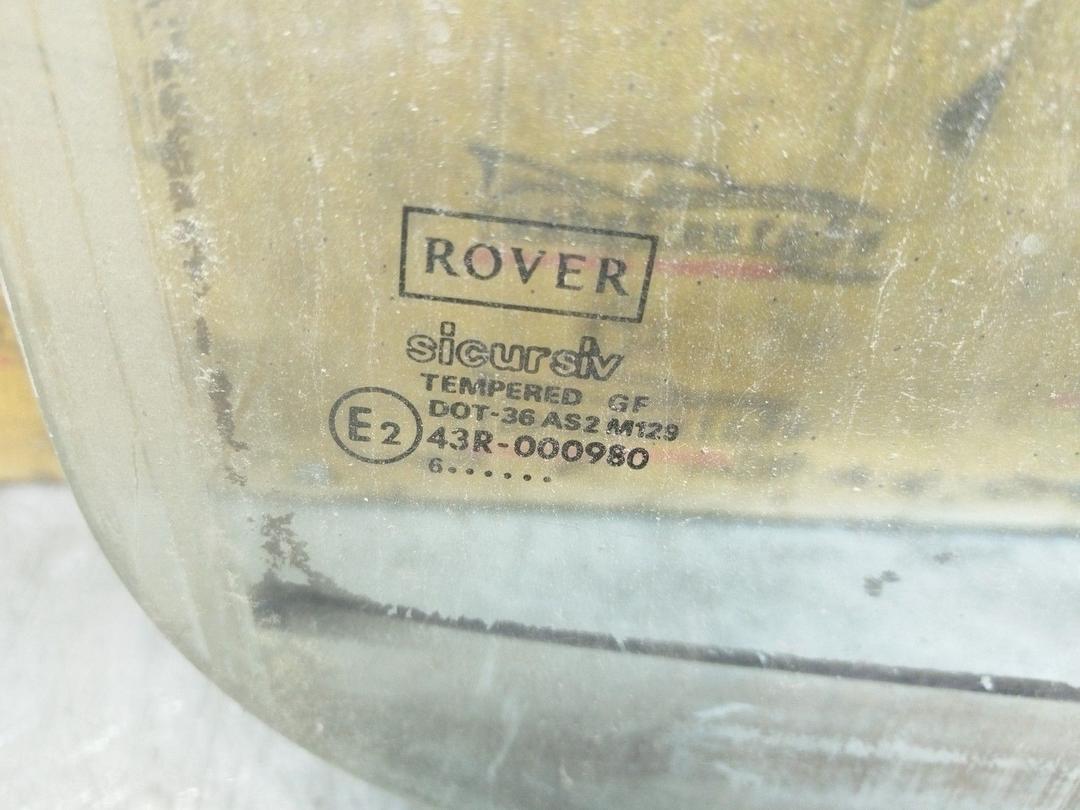 ROVER
sicursiv
TEMPERED GF
DOT-36 AS2 M129
E2
43R-000980
6.......